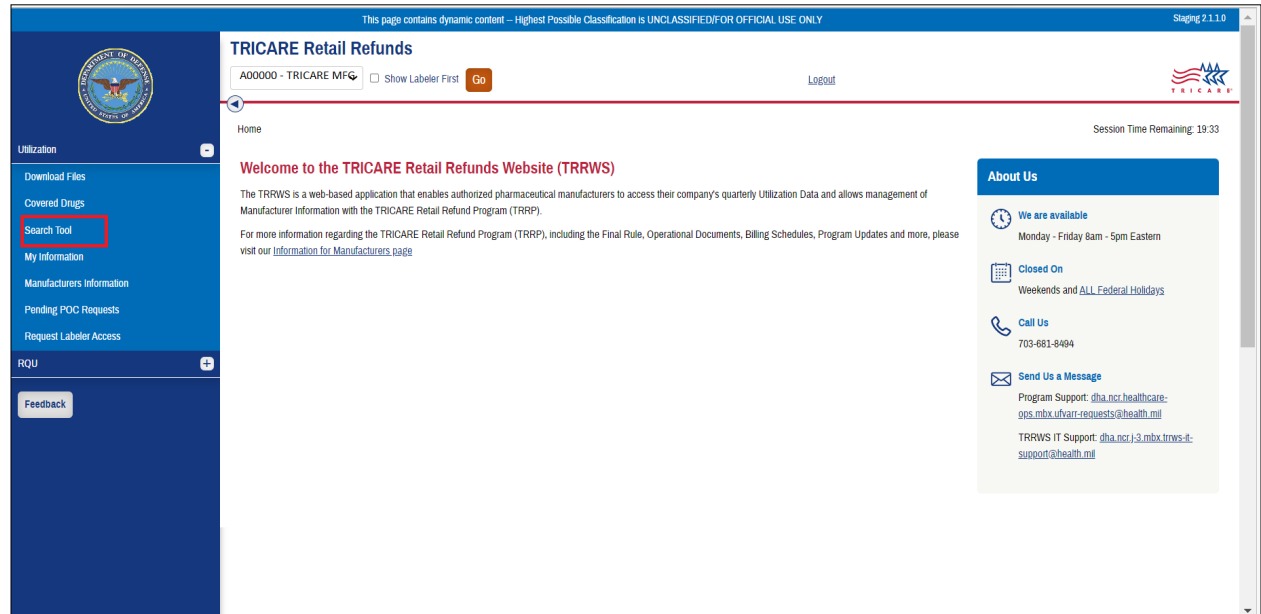 This page contains dynamic content – Highest Possible Classification is UNCLASSIFIED/FOR OFFICIAL USE ONLY
Staging 2.1.1.0
DEPARTMENT OF DEFENSE
UNITED STATES OF AMERICA
TRICARE Retail Refunds
A00000 - TRICARE MFG
Show Labeler First
Go
Logout
TRICARE
Home
Session Time Remaining: 19:33
Utilization
Download Files
Covered Drugs
Search Tool
My Information
Manufacturers Information
Pending POC Requests
Request Labeler Access
RQU
Feedback
Welcome to the TRICARE Retail Refunds Website (TRRWS)
The TRRWS is a web-based application that enables authorized pharmaceutical manufacturers to access their company's quarterly Utilization Data and allows management of
Manufacturer Information with the TRICARE Retail Refund Program (TRRP).
For more information regarding the TRICARE Retail Refund Program (TRRP), including the Final Rule, Operational Documents, Billing Schedules, Program Updates and more, please
visit our Information for Manufacturers page
About Us
We are available
Monday - Friday 8am - 5pm Eastern
Closed On
Weekends and ALL Federal Holidays
Call Us
703-681-8494
Send Us a Message
Program Support: dha.ncr.healthcare-
ops.mbx.ufvarr-requests@health.mil
TRRWS IT Support: dha.ncr.j-3.mbx.trrws-it-
support@health.mil